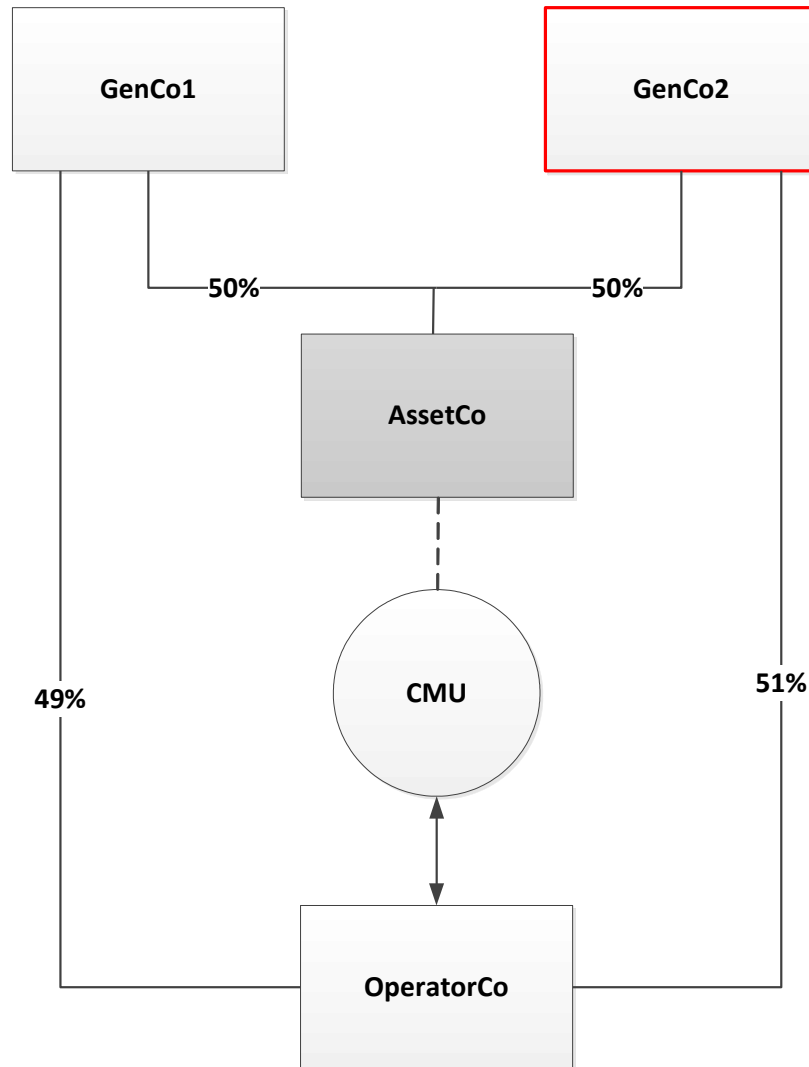 GenCo1
GenCo2
50%
50%
AssetCo
CMU
49%
51%
OperatorCo